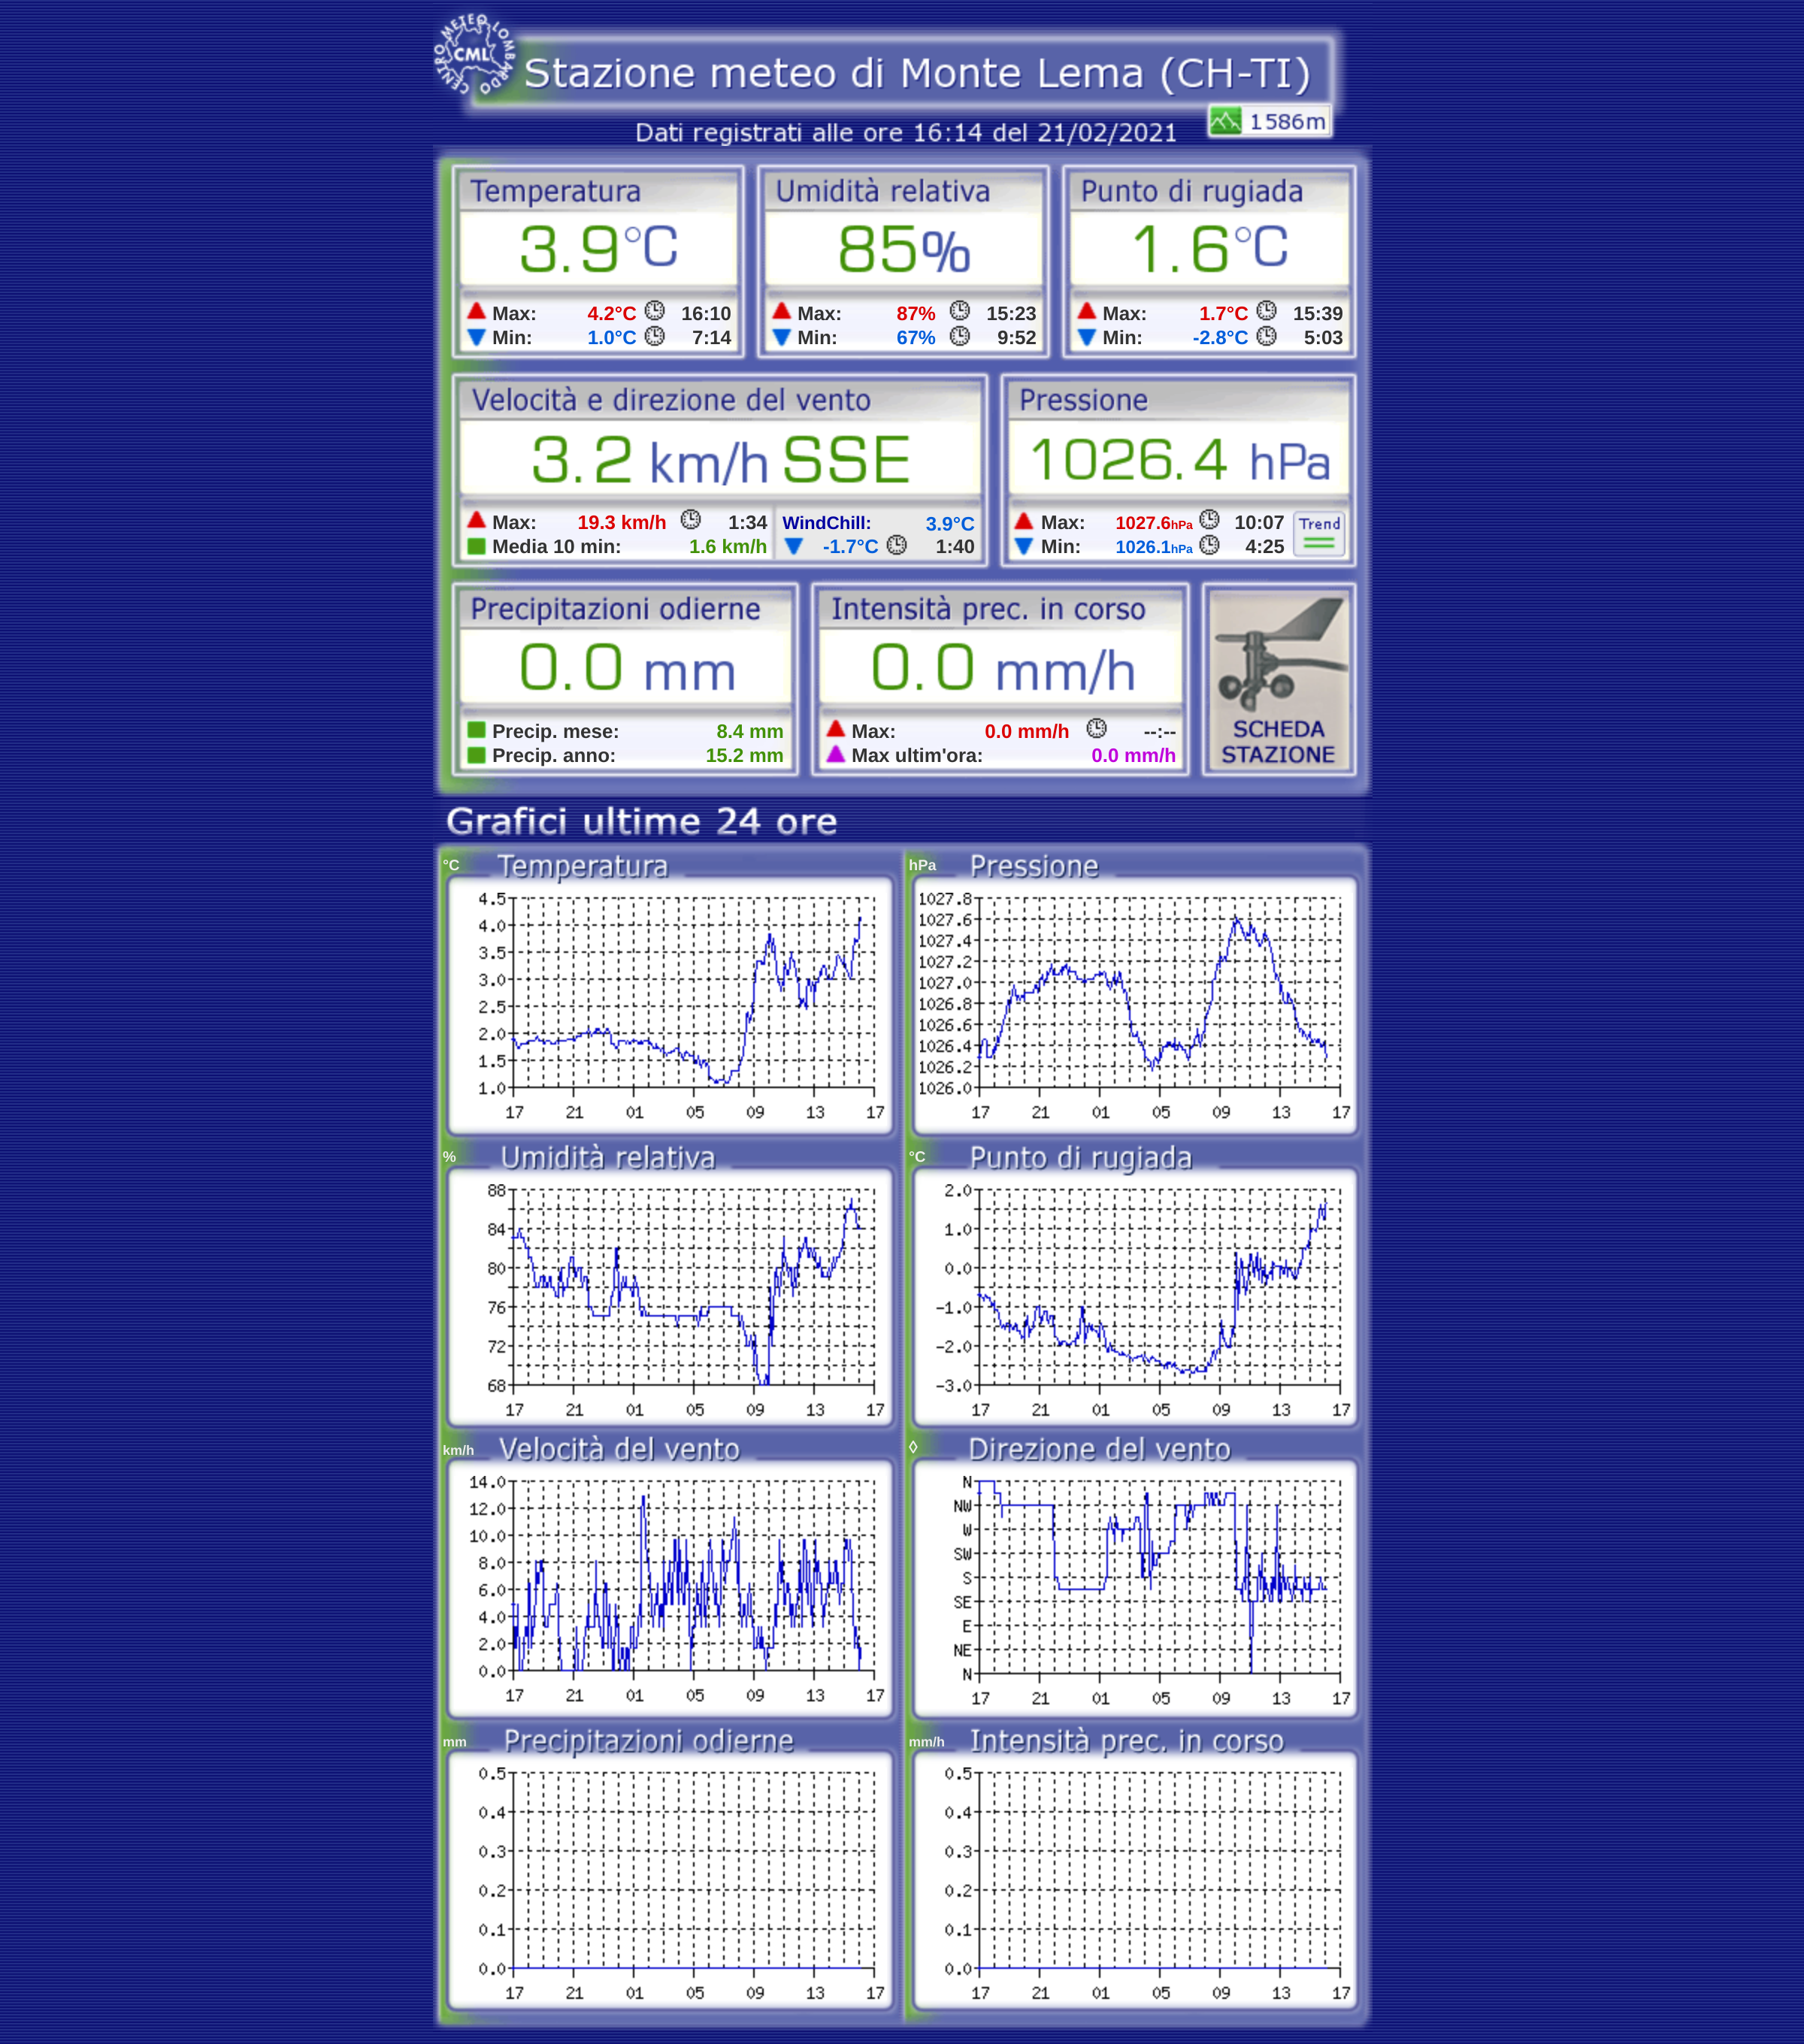 CENTRO METEO LOMBARDO
CML
Stazione meteo di Monte Lema (CH-TI)
1586m
Dati registrati alle ore 16:14 del 21/02/2021
Temperatura Umidità relativa Punto di rugiada
3.9°C 85% 1.6°C
Max: 4.2°C 16:10 Max: 87% 15:23 Max: 1.7°C 15:39
Min: 1.0°C 7:14 Min: 67% 9:52 Min: -2.8°C 5:03
Velocità e direzione del vento Pressione
3.2 km/h SSE 1026.4 hPa
Max: 19.3 km/h 1:34 WindChill: 3.9°C Max: 1027.6hPa 10:07 Trend
Media 10 min: 1.6 km/h -1.7°C 1:40 Min: 1026.1hPa 4:25
Precipitazioni odierne Intensità prec. in corso
0.0 mm 0.0 mm/h
Precip. mese: 8.4 mm Max: 0.0 mm/h --:-- SCHEDA
Precip. anno: 15.2 mm Max ultim'ora: 0.0 mm/h STAZIONE
Grafici ultime 24 ore
°C Temperatura hPa Pressione
4.5 1027.8
4.0 1027.6
3.5 1027.4
3.0 1027.2
2.5 1027.0
2.0 1026.8
1.5 1026.6
1.0 1026.4
1026.2
1026.0
17 21 01 05 09 13 17 17 21 01 05 09 13 17
% Umidità relativa °C Punto di rugiada
88 2.0
84 1.0
80 0.0
76 -1.0
72 -2.0
68 -3.0
17 21 01 05 09 13 17 17 21 01 05 09 13 17
km/h Velocità del vento ◊ Direzione del vento
14.0 N
12.0 NW
10.0 W
8.0 SW
6.0 S
4.0 SE
2.0 E
0.0 NE
N
17 21 01 05 09 13 17 17 21 01 05 09 13 17
mm Precipitazioni odierne mm/h Intensità prec. in corso
0.5 0.5
0.4 0.4
0.3 0.3
0.2 0.2
0.1 0.1
0.0 0.0
17 21 01 05 09 13 17 17 21 01 05 09 13 17